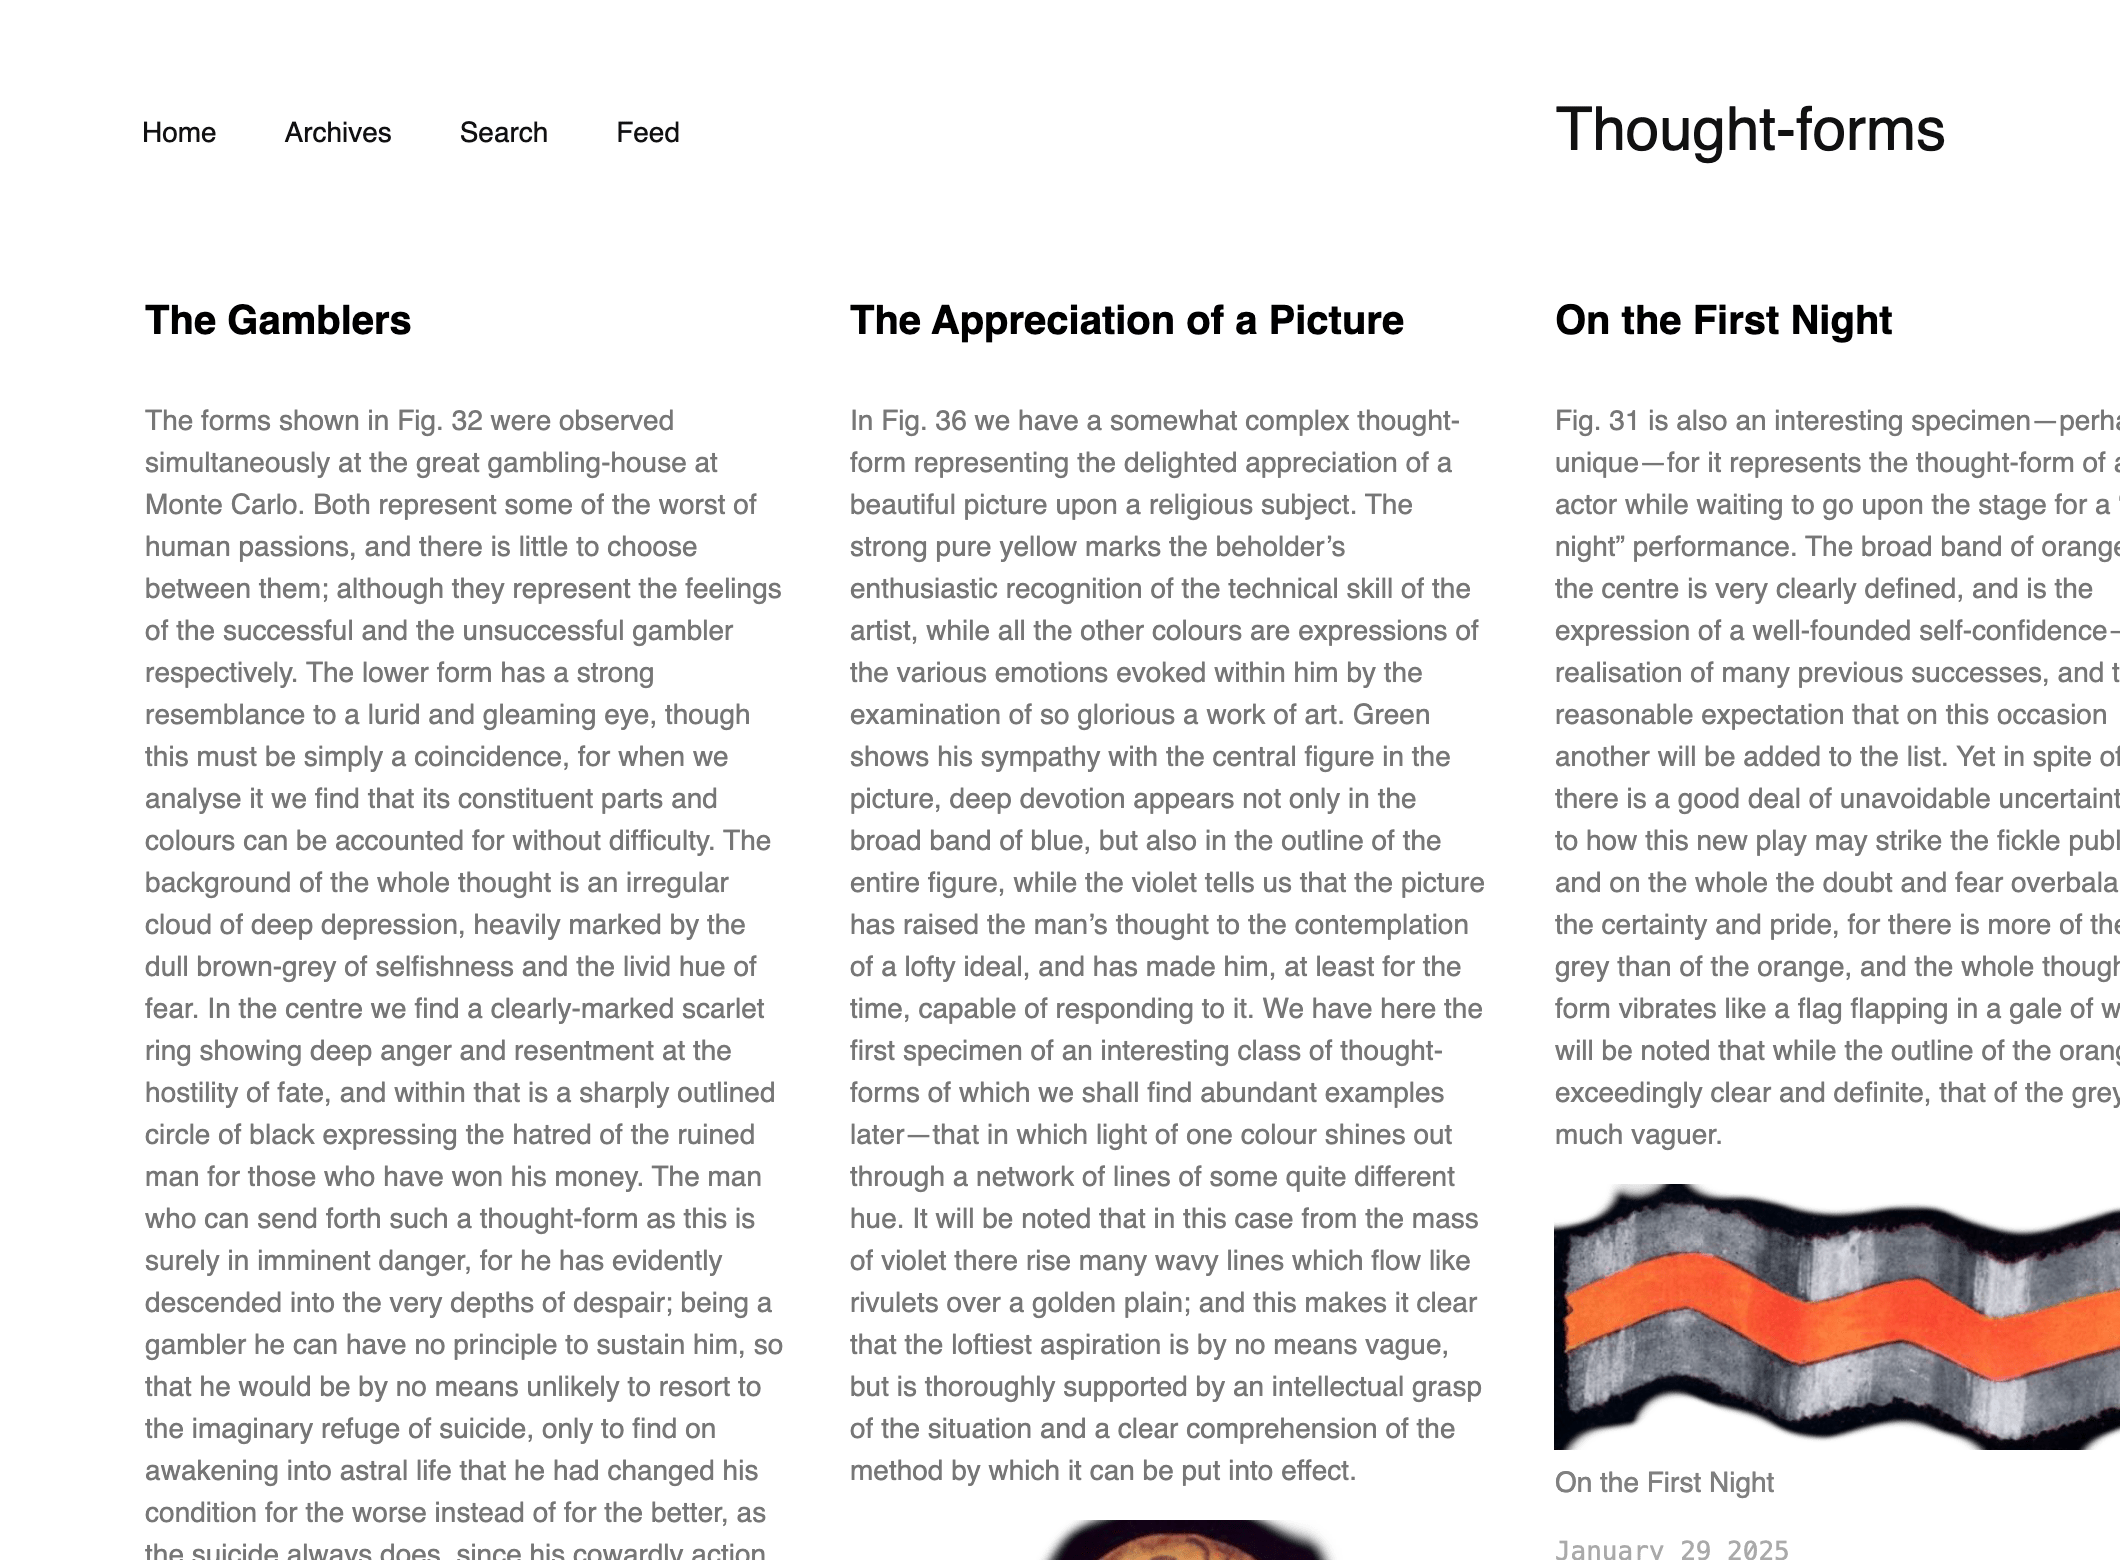 Home Archives Search Feed
Thought-forms
The Gamblers
The forms shown in Fig. 32 were observed
simultaneously at the great gambling-house at
Monte Carlo. Both represent some of the worst of
human passions, and there is little to choose
between them; although they represent the feelings
of the successful and the unsuccessful gambler
respectively. The lower form has a strong
resemblance to a lurid and gleaming eye, though
this must be simply a coincidence, for when we
analyse it we find that its constituent parts and
colours can be accounted for without difficulty. The
background of the whole thought is an irregular
cloud of deep depression, heavily marked by the
dull brown-grey of selfishness and the livid hue of
fear. In the centre we find a clearly-marked scarlet
ring showing deep anger and resentment at the
hostility of fate, and within that is a sharply outlined
circle of black expressing the hatred of the ruined
man for those who have won his money. The man
who can send forth such a thought-form as this is
surely in imminent danger, for he has evidently
descended into the very depths of despair; being a
gambler he can have no principle to sustain him, so
that he would be by no means unlikely to resort to
the imaginary refuge of suicide, only to find on
awakening into astral life that he had changed his
condition for the worse instead of for the better, as
the suicide always does, since his cowardly action
The Appreciation of a Picture
In Fig. 36 we have a somewhat complex thought-
form representing the delighted appreciation of a
beautiful picture upon a religious subject. The
strong pure yellow marks the beholder’s
enthusiastic recognition of the technical skill of the
artist, while all the other colours are expressions of
the various emotions evoked within him by the
examination of so glorious a work of art. Green
shows his sympathy with the central figure in the
picture, deep devotion appears not only in the
broad band of blue, but also in the outline of the
entire figure, while the violet tells us that the picture
has raised the man’s thought to the contemplation
of a lofty ideal, and has made him, at least for the
time, capable of responding to it. We have here the
first specimen of an interesting class of thought-
forms of which we shall find abundant examples
later—that in which light of one colour shines out
through a network of lines of some quite different
hue. It will be noted that in this case from the mass
of violet there rise many wavy lines which flow like
rivulets over a golden plain; and this makes it clear
that the loftiest aspiration is by no means vague,
but is thoroughly supported by an intellectual grasp
of the situation and a clear comprehension of the
method by which it can be put into effect.
On the First Night
Fig. 31 is also an interesting specimen—
unique—for it represents the thought-form of
actor while waiting to go upon the stage for a
night” performance. The broad band of orange
the centre is very clearly defined, and is the
expression of a well-founded self-confidence—
realisation of many previous successes, and
reasonable expectation that on this occasion
another will be added to the list. Yet in spite of
there is a good deal of unavoidable
to how this new play may strike the fickle
and on the whole the doubt and fear
the certainty and pride, for there is more of the
grey than of the orange, and the whole
form vibrates like a flag flapping in a gale of
will be noted that while the outline of the
exceedingly clear and definite, that of the grey
much vaguer.
On the First Night
January 29 2025